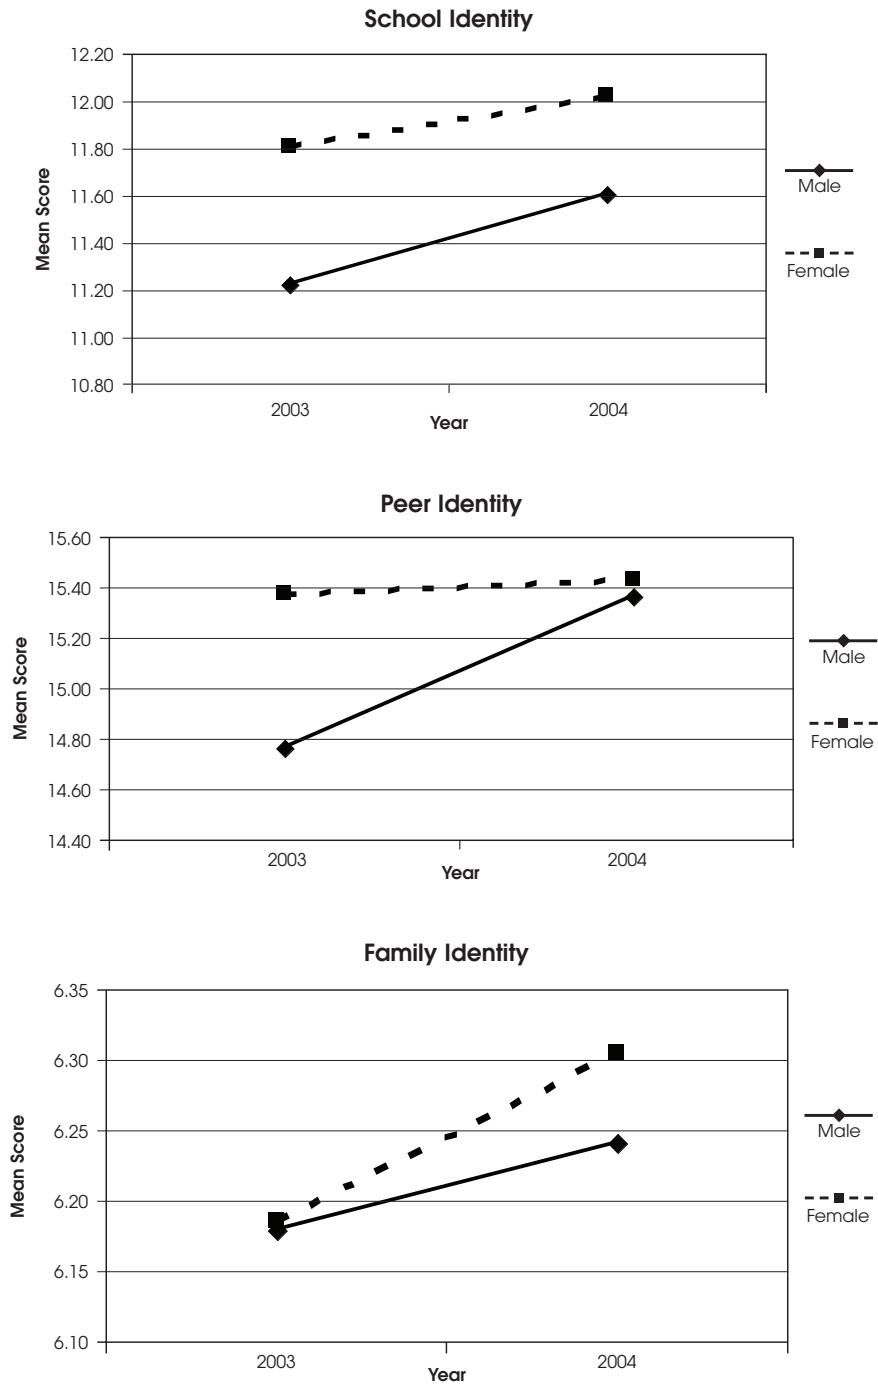 School Identity
12.20
12.00
11.80
11.60
11.40
11.20
11.00
10.80
Mean Score
2003
2004
Year
Male
Female
Peer Identity
15.60
15.40
15.20
15.00
14.80
14.60
14.40
Mean Score
2003
2004
Year
Male
Female
Family Identity
6.35
6.30
6.25
6.20
6.15
6.10
Mean Score
2003
2004
Year
Male
Female